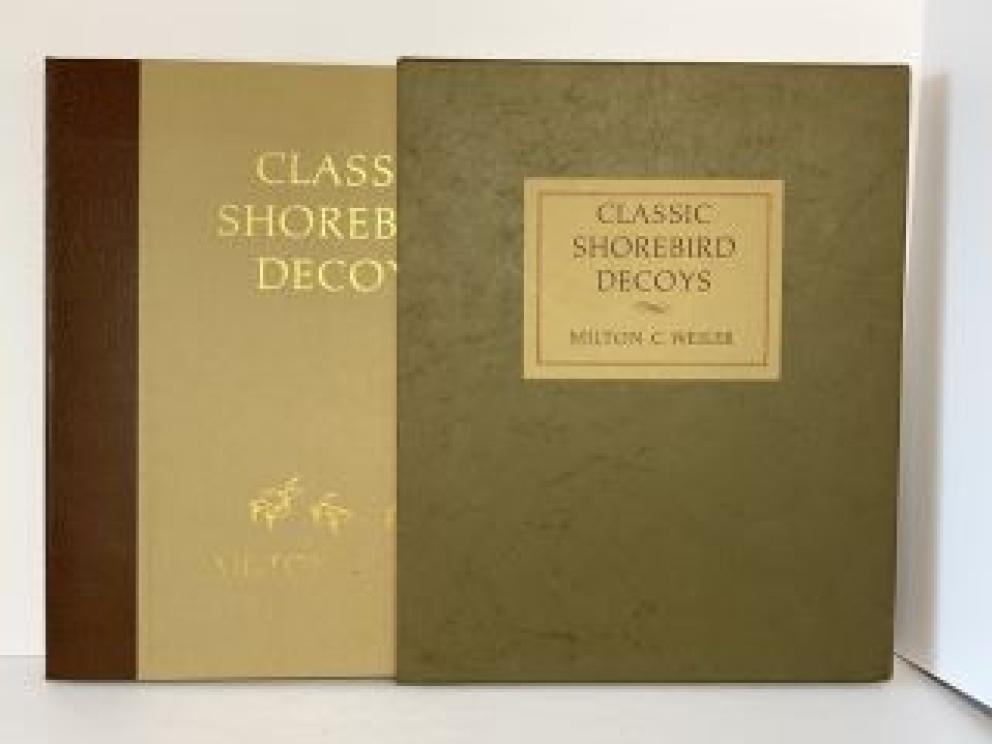 CLASS
SHOREB
DECOY
CLASSIC
SHOREBIRD
DECOYS
MILTON C. WEILER